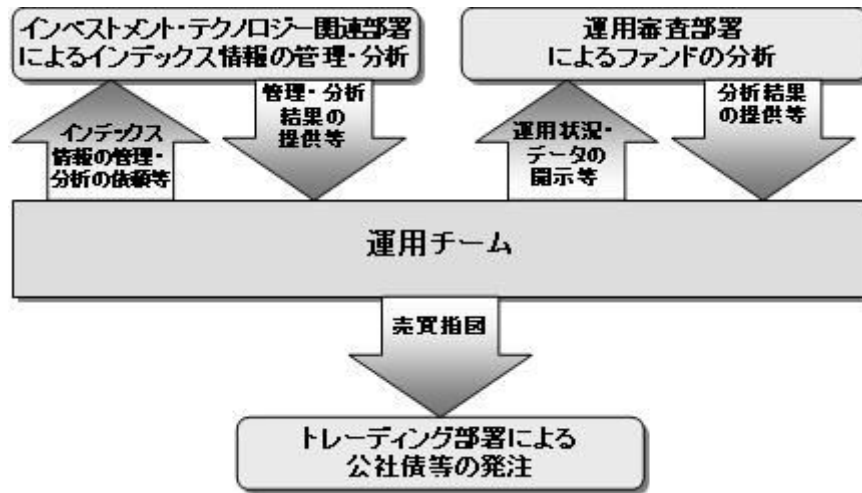 インベストメント・テクノロジー関連部署
によるインデックス情報の管理・分析
運用審査部署
によるファンドの分析
インデックス
情報の管理・
分析の依頼等
管理・分析
結果の
提供等
運用状況・
データの
開示等
分析結果
の提供等
運用チーム
売買指図
トレーディング部署による
公社債等の発注